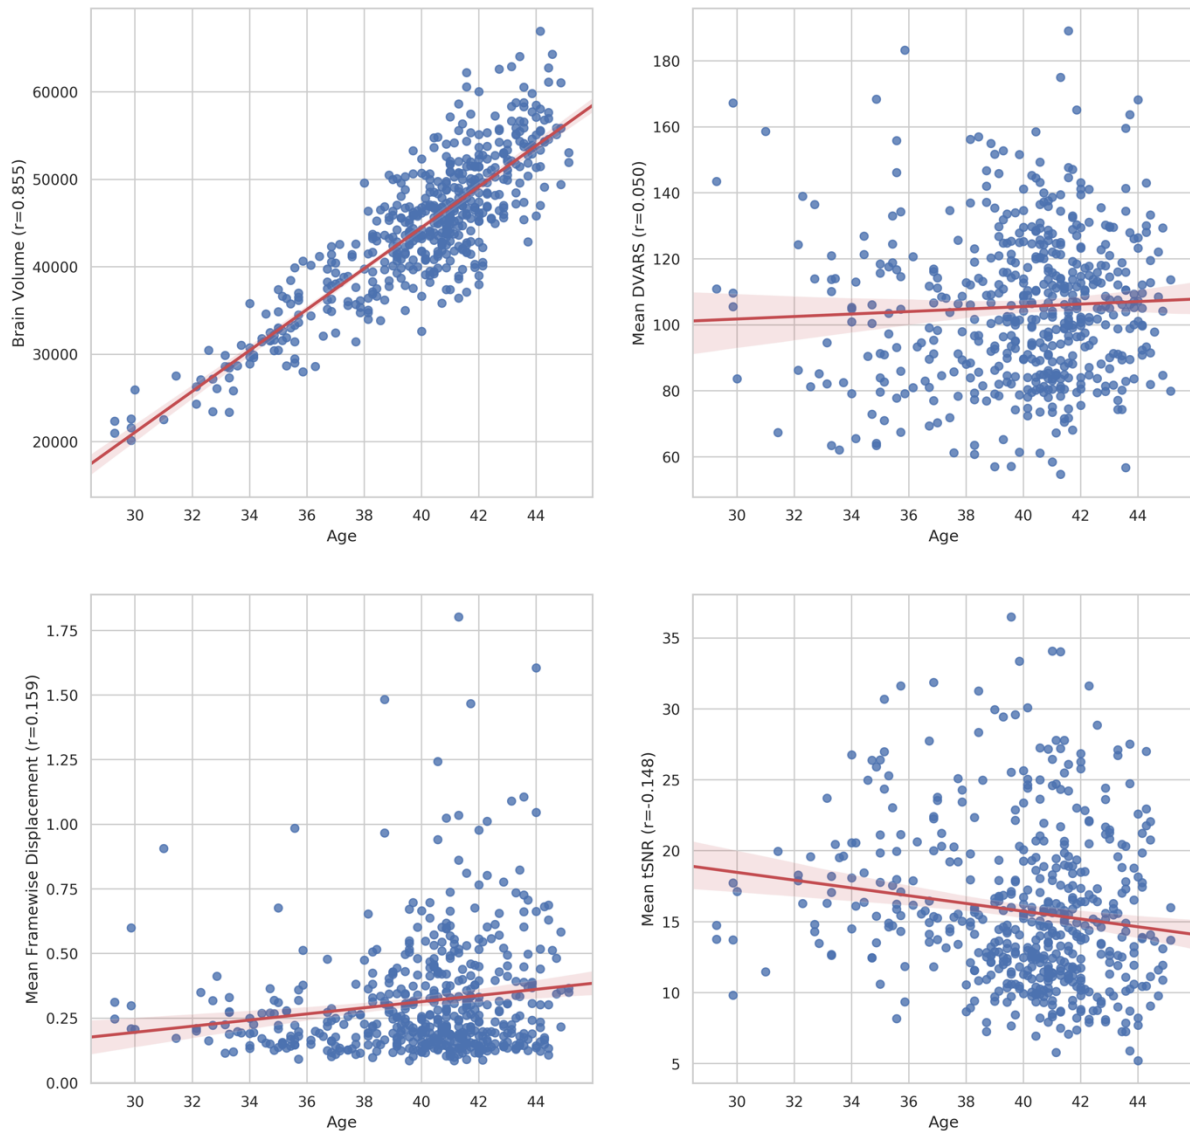 Brain Volume (r=0.855)
60000
50000
40000
30000
20000
30 32 34 36 38 40 42 44
Age
Mean DVARS (r=0.050)
180
160
140
120
100
80
60
30 32 34 36 38 40 42 44
Age
Mean Framewise Displacement (r=0.159)
1.75
1.50
1.25
1.00
0.75
0.50
0.25
0.00
30 32 34 36 38 40 42 44
Age
Mean tSNR (r=-0.148)
35
30
25
20
15
10
5
30 32 34 36 38 40 42 44
Age